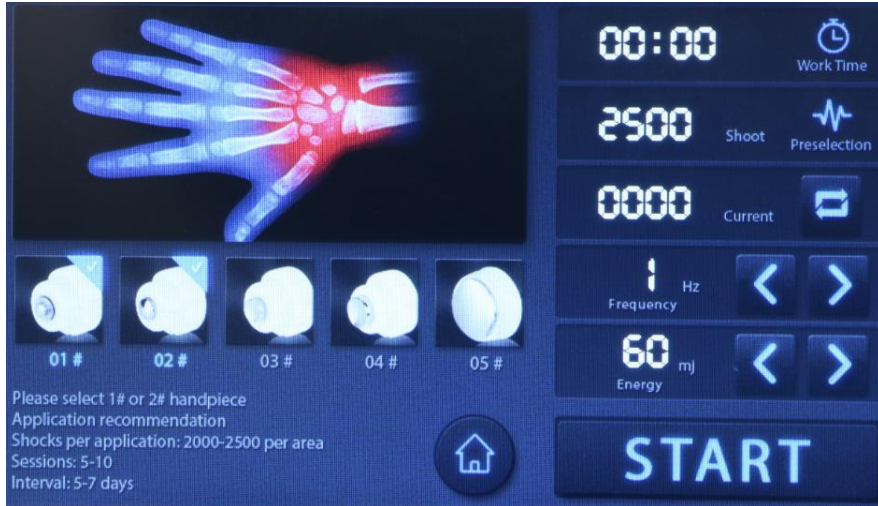 00:00
Work Time
2500 Shoot
Preselection
0000 Current
1 Hz
Frequency
60 mJ
Energy
01 # 02 # 03 # 04 # 05 #
Please select 1# or 2# handpiece
Application recommendation
Shocks per application: 2000-2500 per area
Sessions: 5-10
Interval: 5-7 days
START